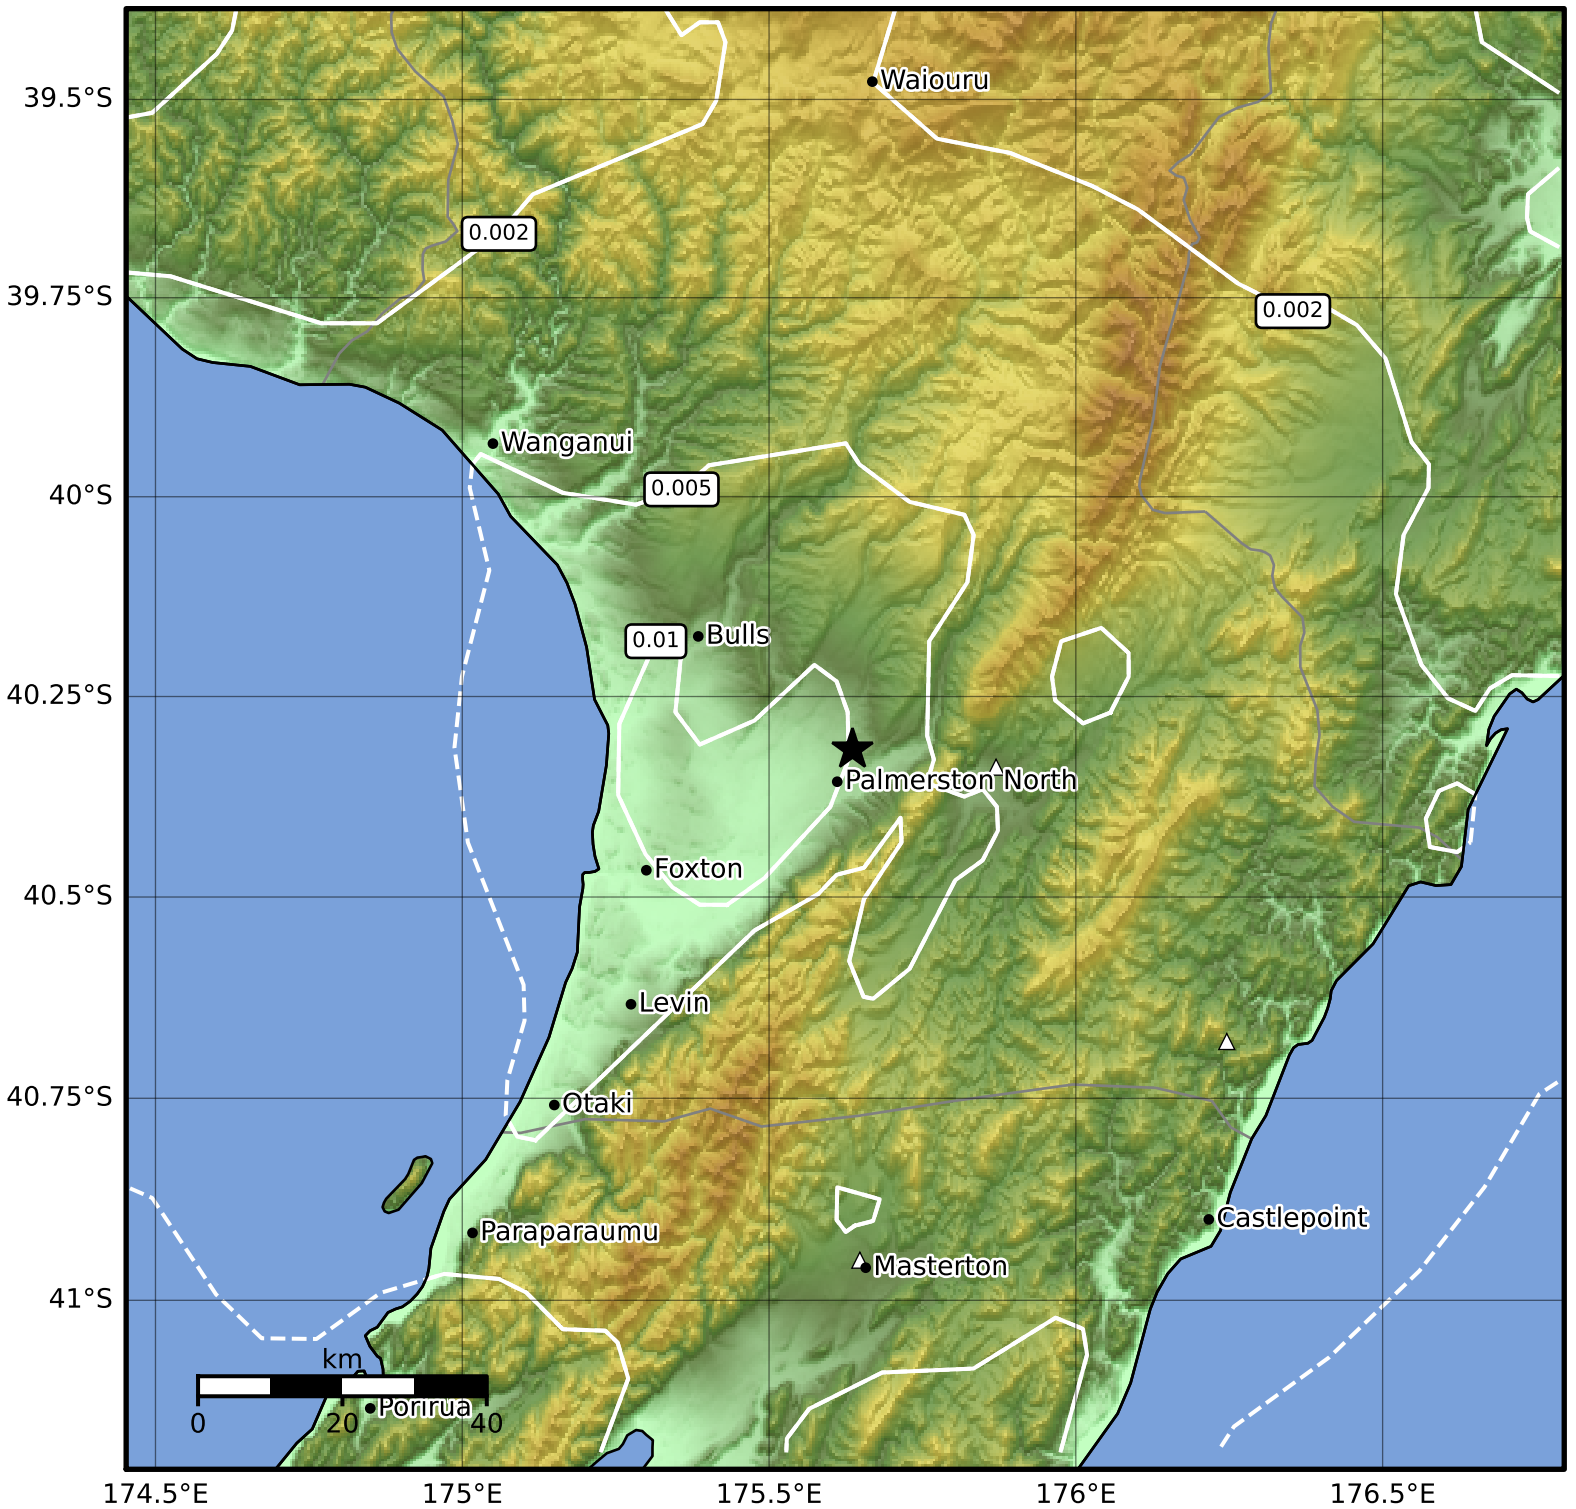 Waiouru
39.5°S
0.002
39.75°S
0.002
Wanganui
0.005
40°S
0.01
Bulls
40.25°S
Palmerston North
Foxton
40.5°S
Levin
40.75°S
Otaki
Castlepoint
Paraparaumu
Masterton
41°S
km
Porirua
0 20 40
174.5°E 175°E 175.5°E 176°E 176.5°E